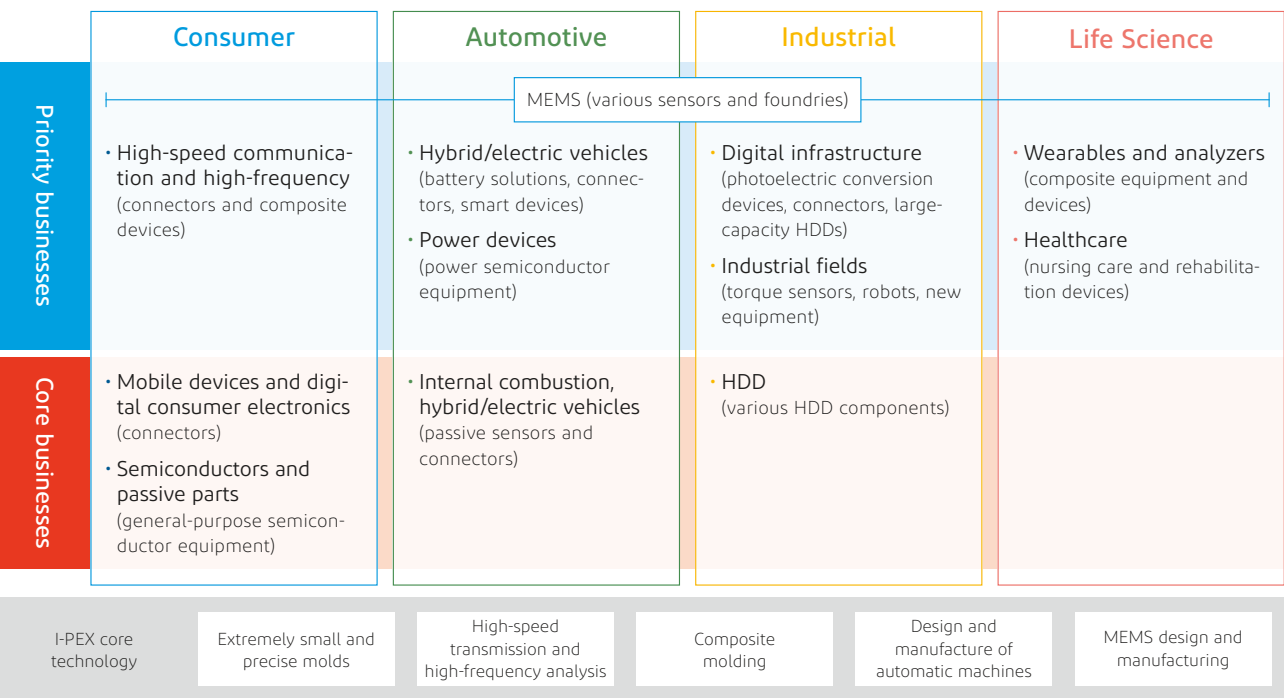 Consumer
Automotive
Industrial
Life Science
Priority businesses
MEMS (various sensors and foundries)
• High-speed communica-
tion and high-frequency
(connectors and composite
devices)
• Hybrid/electric vehicles
(battery solutions, connec-
tors, smart devices)
• Power devices
(power semiconductor
equipment)
• Digital infrastructure
(photoelectric conversion
devices, connectors, large-
capacity HDDs)
• Industrial fields
(torque sensors, robots, new
equipment)
• Wearables and analyzers
(composite equipment and
devices)
• Healthcare
(nursing care and rehabilita-
tion devices)
Core businesses
• Mobile devices and digi-
tal consumer electronics
(connectors)
• Semiconductors and
passive parts
(general-purpose semicon-
ductor equipment)
• Internal combustion,
hybrid/electric vehicles
(passive sensors and
connectors)
• HDD
(various HDD components)
I-PEX core
technology
Extremely small and
precise molds
High-speed
transmission and
high-frequency analysis
Composite
molding
Design and
manufacture of
automatic machines
MEMS design and
manufacturing